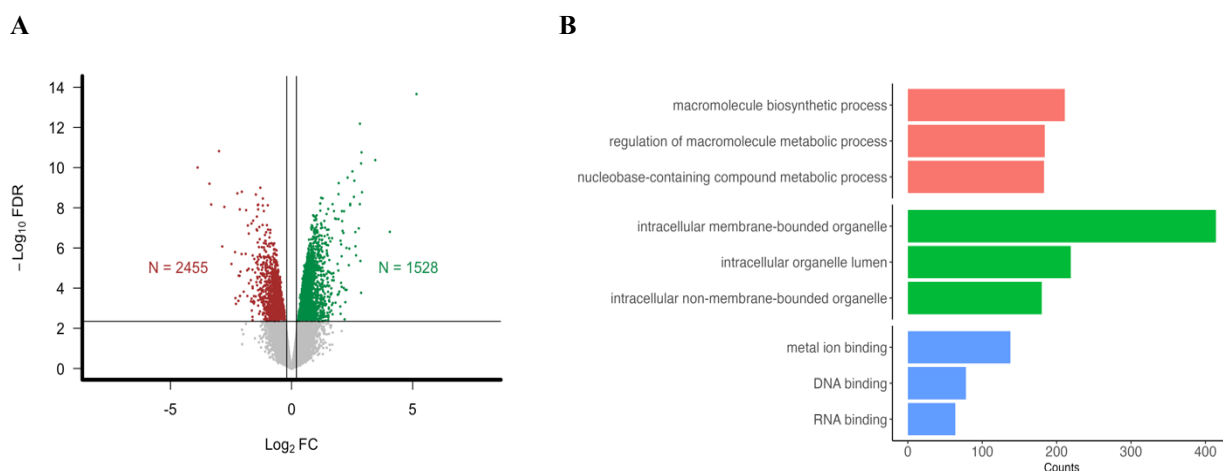 A
B
14
12
10
8
6
4
2
0
– Log10 FDR
N = 2455
N = 1528
-5
0
5
Log2 FC
macromolecule biosynthetic process
regulation of macromolecule metabolic process
nucleobase-containing compound metabolic process
intracellular membrane-bounded organelle
intracellular organelle lumen
intracellular non-membrane-bounded organelle
metal ion binding
DNA binding
RNA binding
0
100
200
300
400
Counts